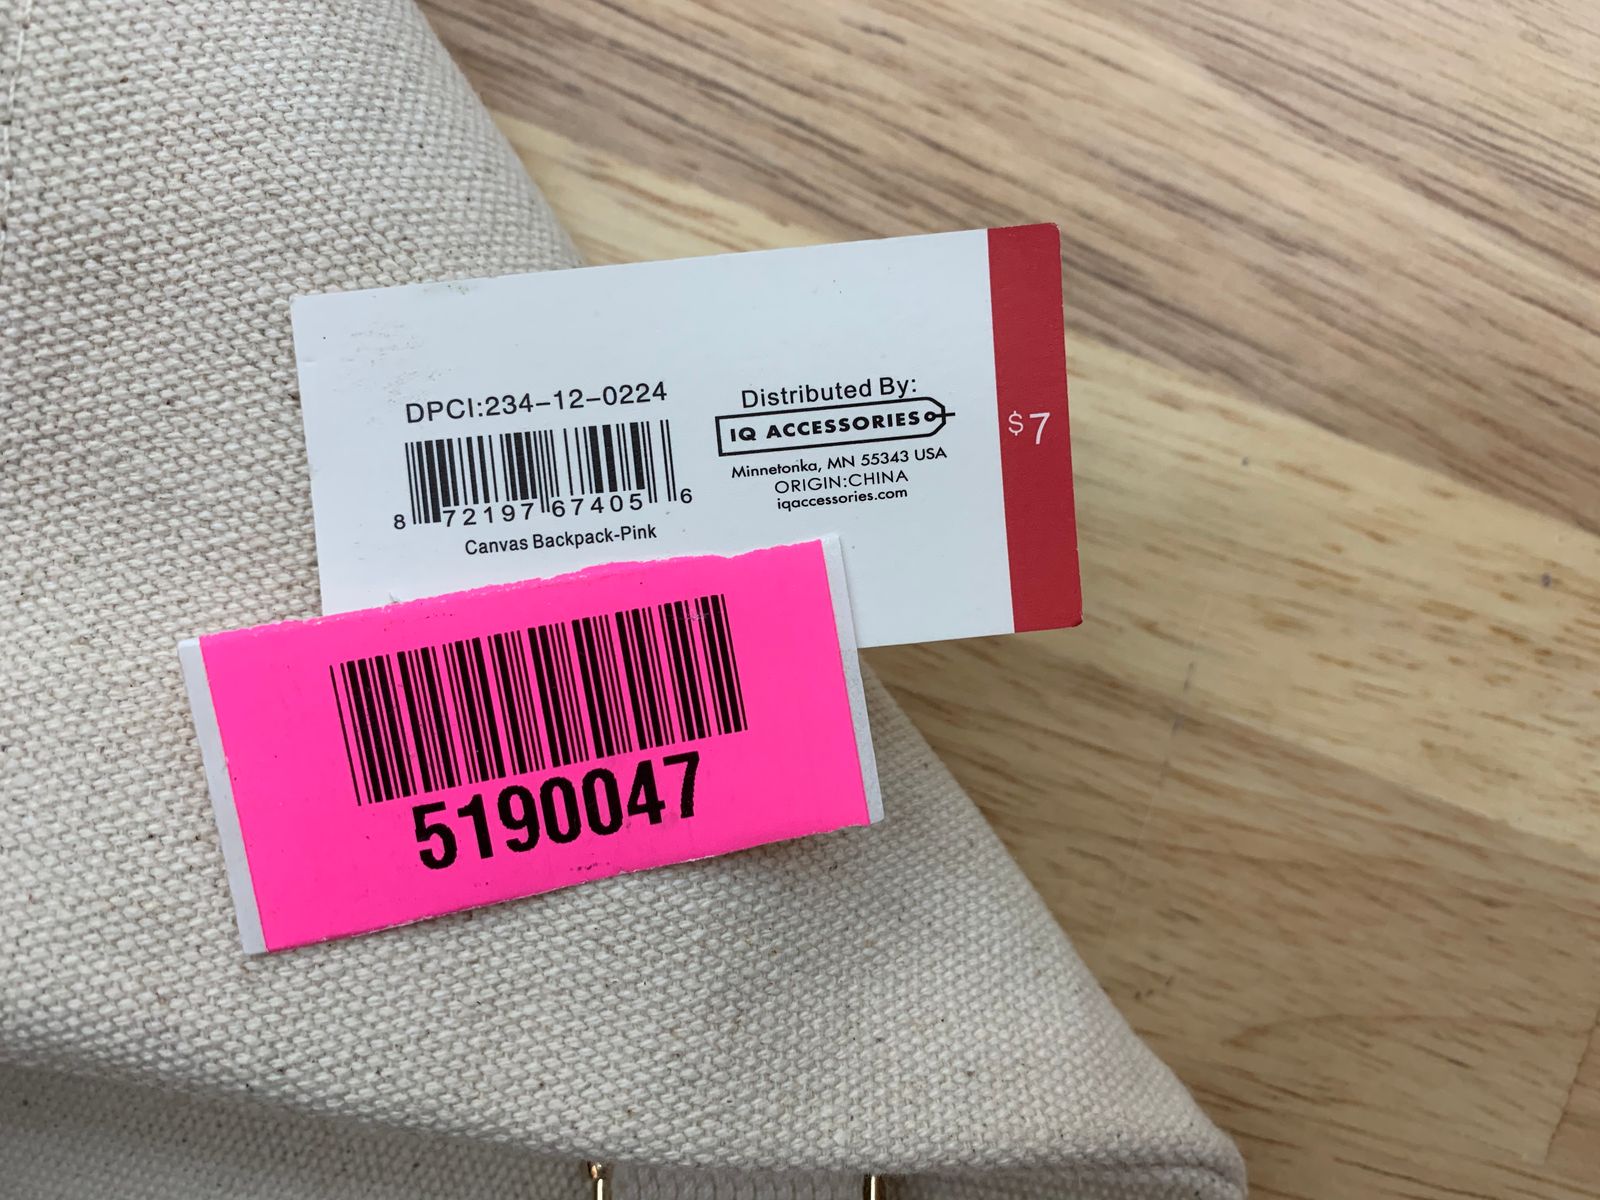 DPCI:234-12-0224
8 72197 67405 6
Canvas Backpack-Pink
Distributed By:
IQ ACCESSORIES
Minnetonka, MN 55343 USA
ORIGIN:CHINA
iqaccessories.com
$7
5190047